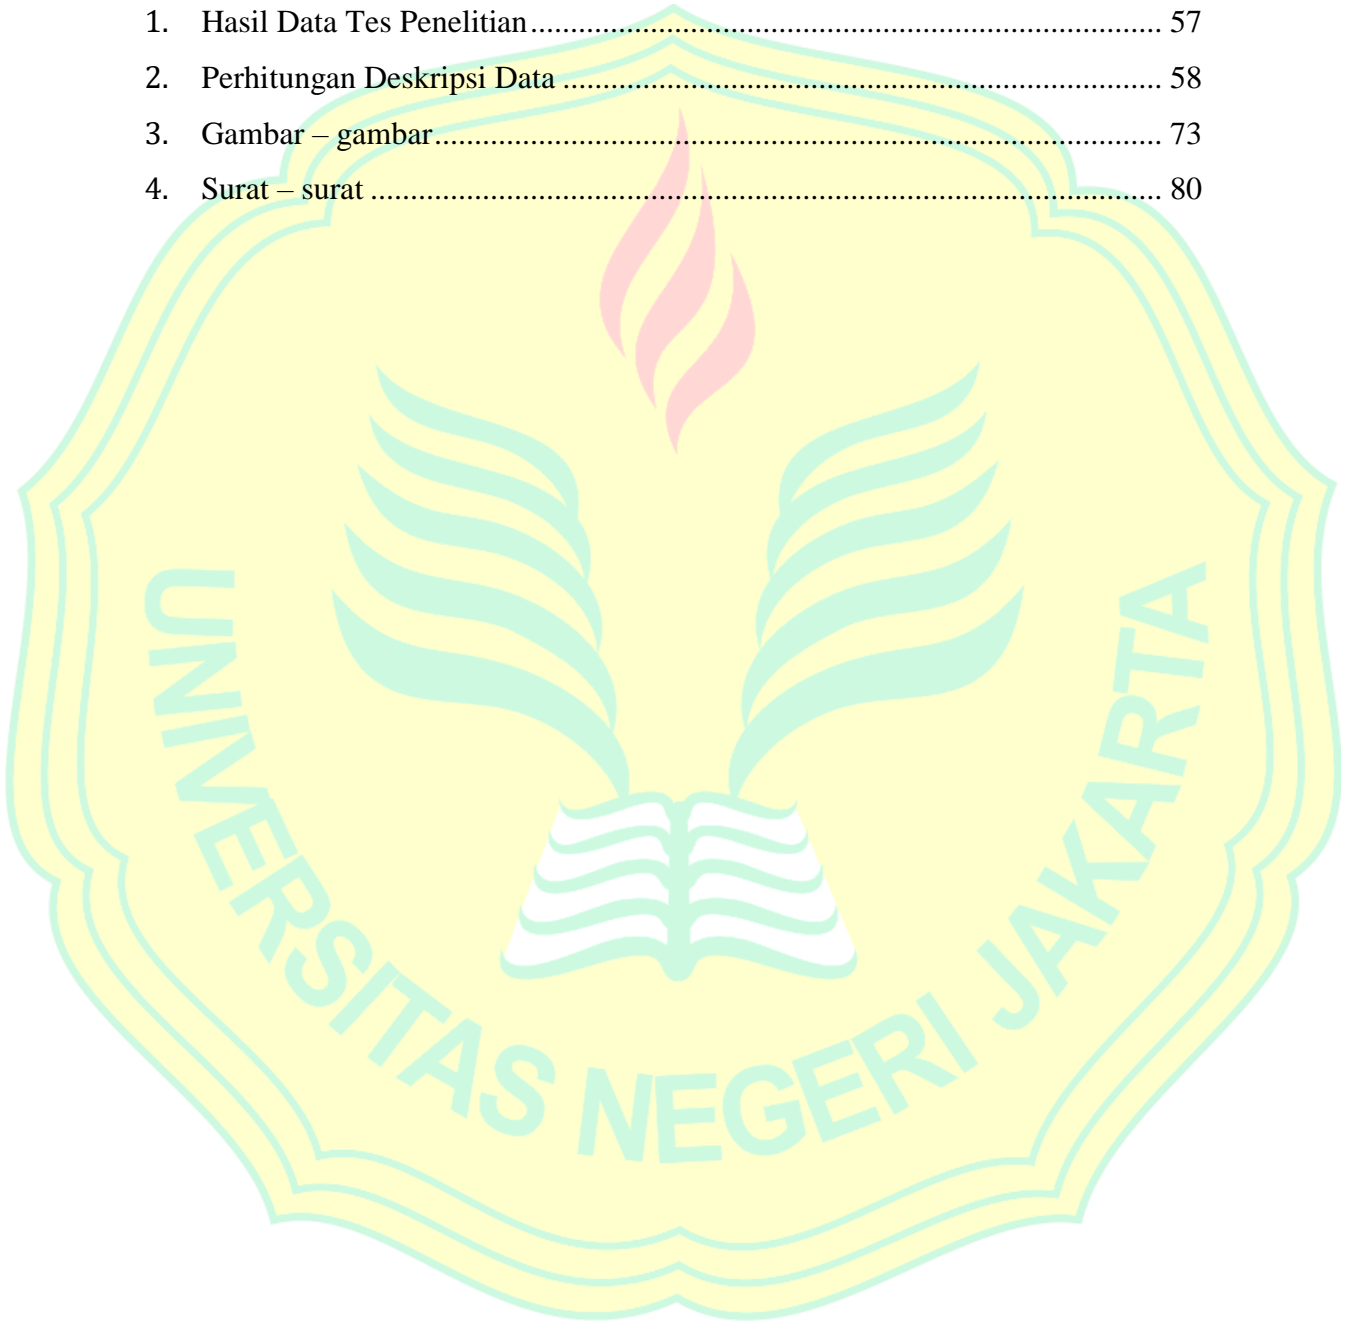 1. Hasil Data Tes Penelitian ................................................................................ 57
2. Perhitungan Deskripsi Data ............................................................................ 58
3. Gambar – gambar ............................................................................................ 73
4. Surat – surat .................................................................................................... 80
UNIVERSITAS NEGERI JAKARTA